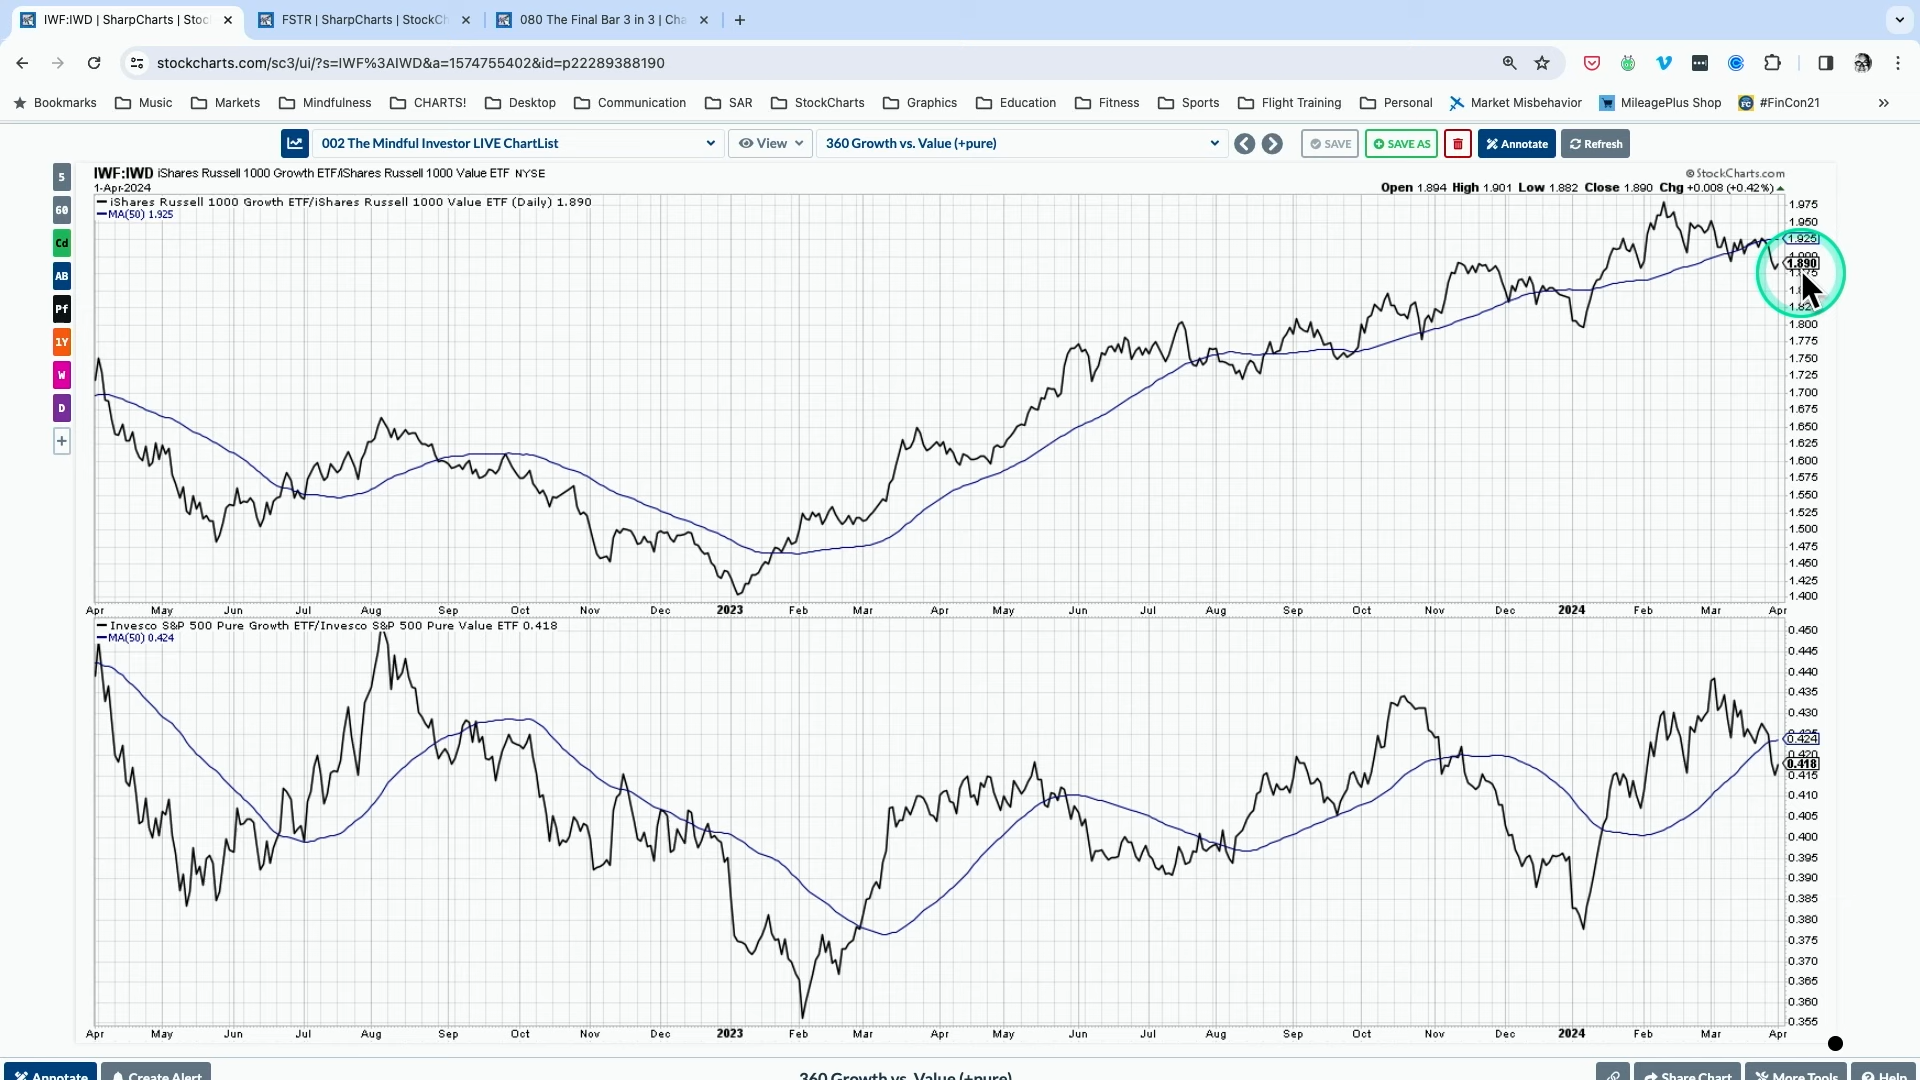 IWF:IWD | SharpCharts | Stoc
FSTR | SharpCharts | StockCh
080 The Final Bar 3 in 3 | Cha
stockcharts.com/sc3/ui/?s=IWF%3AIWD&a=1574755402&id=p22289388190
Bookmarks Music Markets Mindfulness CHARTS! Desktop Communication SAR StockCharts Graphics Education Fitness Sports Flight Training Personal Market Misbehavior MileagePlus Shop #FinCon21 »
002 The Mindful Investor LIVE ChartList View 360 Growth vs. Value (+pure) SAVE SAVE AS Annotate Refresh
5
60
Cd
AB
Pf
1Y
W
D
IWF:IWD iShares Russell 1000 Growth ETF/iShares Russell 1000 Value ETF NYSE
© StockCharts.com
1-Apr-2024
Open 1.894 High 1.901 Low 1.882 Close 1.890 Chg +0.008 (+0.42%)
iShares Russell 1000 Growth ETF/iShares Russell 1000 Value ETF (Daily) 1.890
MA(50) 1.925
1.975
1.950
1.925
1.900
1.890
1.875
1.800
1.775
1.750
1.725
1.700
1.675
1.650
1.625
1.600
1.575
1.550
1.525
1.500
1.475
1.450
1.425
1.400
Apr May Jun Jul Aug Sep Oct Nov Dec 2023 Feb Mar Apr May Jun Jul Aug Sep Oct Nov Dec 2024 Feb Mar Apr
Invesco S&P 500 Pure Growth ETF/Invesco S&P 500 Pure Value ETF 0.418
MA(50) 0.424
0.450
0.445
0.440
0.435
0.430
0.424
0.420
0.418
0.415
0.410
0.405
0.400
0.395
0.390
0.385
0.380
0.375
0.370
0.365
0.360
0.355
Apr May Jun Jul Aug Sep Oct Nov Dec 2023 Feb Mar Apr May Jun Jul Aug Sep Oct Nov Dec 2024 Feb Mar Apr
Annotate Create Alert 360 Growth vs. Value (+pure) Share Chart More Tools Help